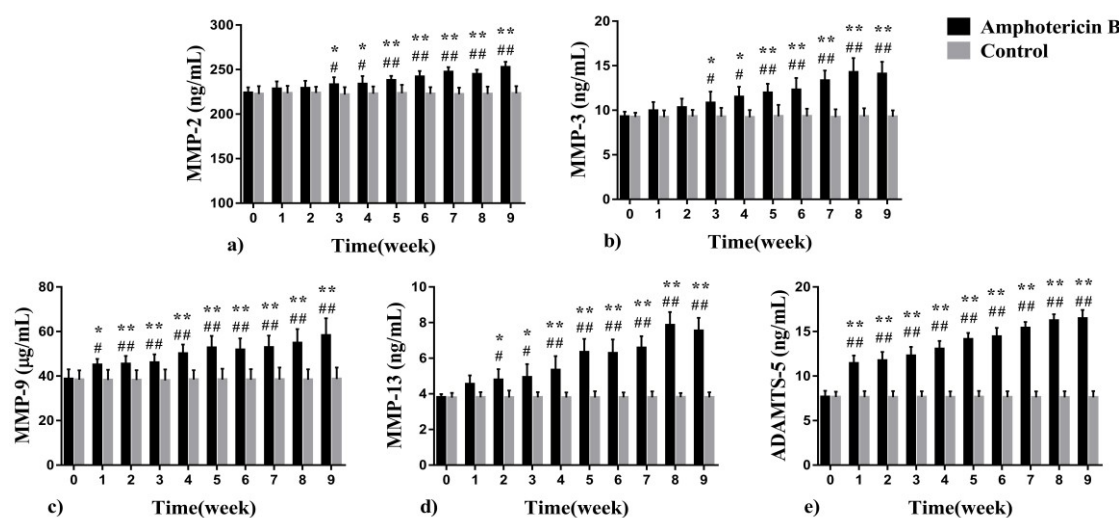 Amphotericin B
Control
MMP-2 (ng/mL)
300
250
200
150
100
* * ** ** ** ** **
# # ## ## ## ## ##
0 1 2 3 4 5 6 7 8 9
a) Time(week)
MMP-3 (ng/mL)
20
15
10
5
0
* * ** ** ** ** **
# # ## ## ## ## ##
0 1 2 3 4 5 6 7 8 9
b) Time(week)
MMP-9 (μg/mL)
80
60
40
20
0
* ** ** ** ** ** ** ** **
# ## ## ## ## ## ## ## ##
0 1 2 3 4 5 6 7 8 9
c) Time(week)
MMP-13 (ng/mL)
10
8
6
4
2
0
* * ** ** ** ** ** **
# # ## ## ## ## ## ##
0 1 2 3 4 5 6 7 8 9
d) Time(week)
ADAMTS-5 (ng/mL)
20
15
10
5
0
** ** ** ** ** ** ** ** **
## ## ## ## ## ## ## ## ##
0 1 2 3 4 5 6 7 8 9
e) Time(week)